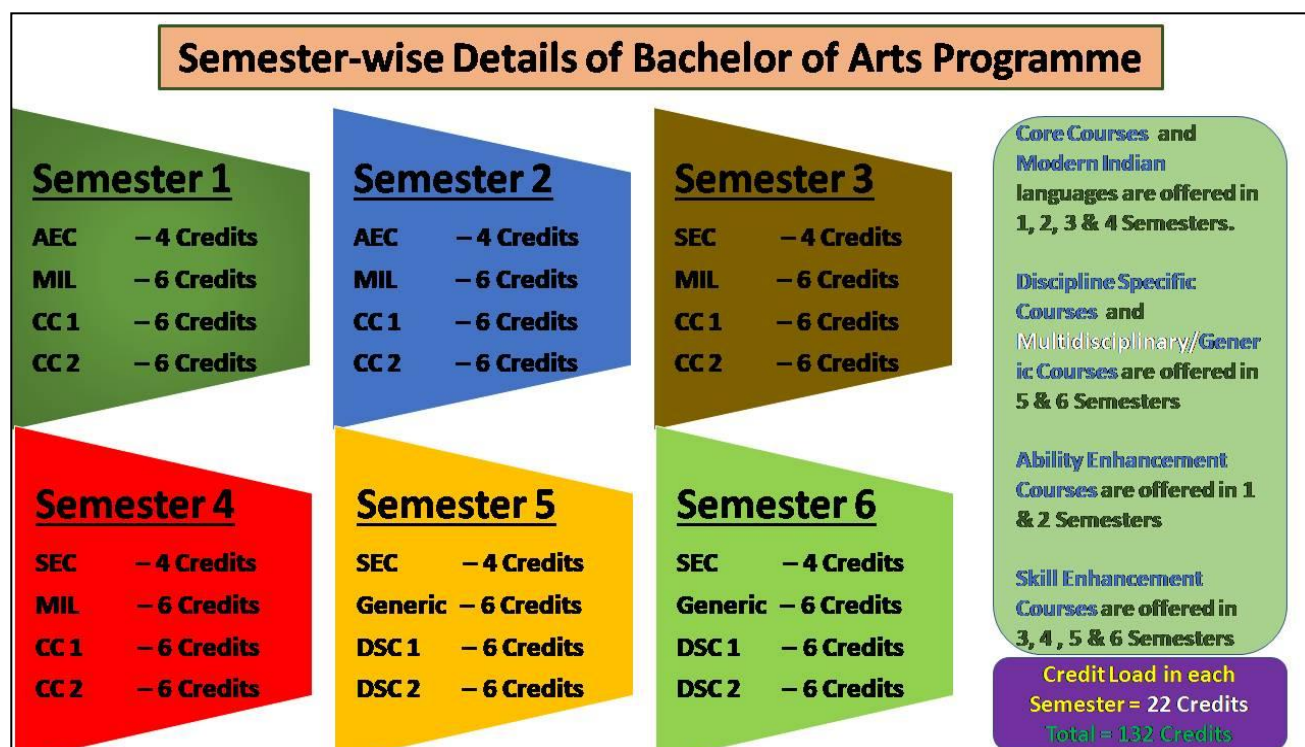 Semester-wise Details of Bachelor of Arts Programme
Semester 1
AEC – 4 Credits
MIL – 6 Credits
CC 1 – 6 Credits
CC 2 – 6 Credits
Semester 2
AEC – 4 Credits
MIL – 6 Credits
CC 1 – 6 Credits
CC 2 – 6 Credits
Semester 3
SEC – 4 Credits
MIL – 6 Credits
CC 1 – 6 Credits
CC 2 – 6 Credits
Semester 4
SEC – 4 Credits
MIL – 6 Credits
CC 1 – 6 Credits
CC 2 – 6 Credits
Semester 5
SEC – 4 Credits
Generic – 6 Credits
DSC 1 – 6 Credits
DSC 2 – 6 Credits
Semester 6
SEC – 4 Credits
Generic – 6 Credits
DSC 1 – 6 Credits
DSC 2 – 6 Credits
Core Courses and
Modern Indian
languages are offered in
1, 2, 3 & 4 Semesters.
Discipline Specific
Courses and
Multidisciplinary/Gener
ic Courses are offered in
5 & 6 Semesters
Ability Enhancement
Courses are offered in 1
& 2 Semesters
Skill Enhancement
Courses are offered in
3, 4 , 5 & 6 Semesters
Credit Load in each
Semester = 22 Credits
Total = 132 Credits